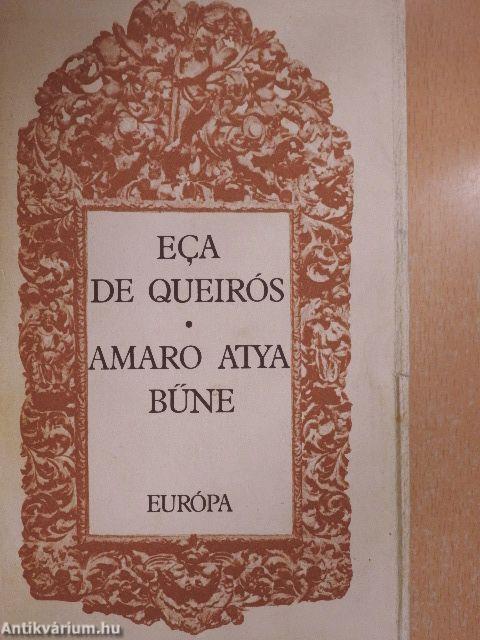 EÇA
DE QUEIRÓS
•
AMARO ATYA
BŰNE
EURÓPA
Antikvárium.hu